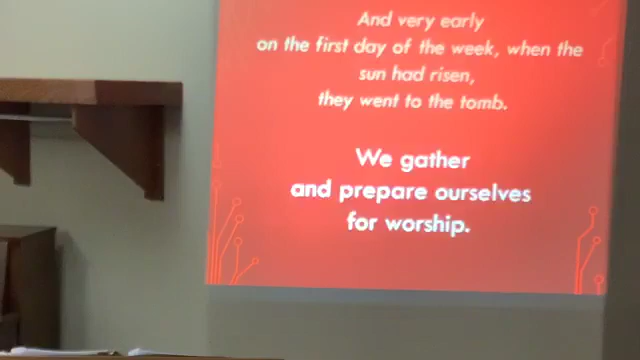 And very early
on the first day of the week, when the
sun had risen,
they went to the tomb.
We gather
and prepare ourselves
for worship.